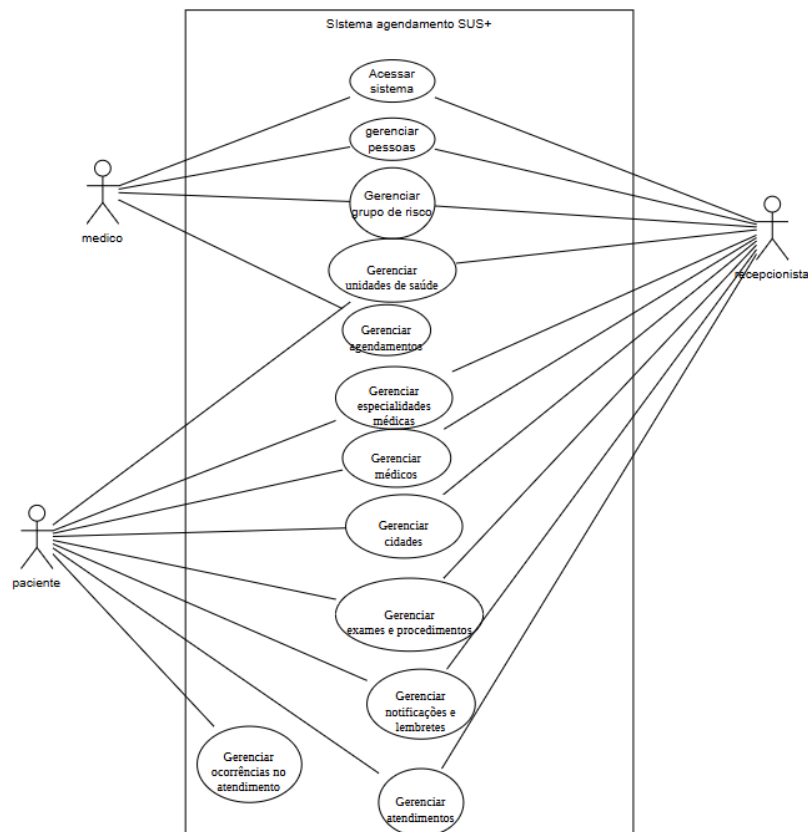 SIstema agendamento SUS+
Acessar
sistema
gerenciar
pessoas
medico
Gerenciar
grupo de risco
recepcionista
Gerenciar
unidades de saúde
Gerenciar
agendamentos
Gerenciar
especialidades
médicas
Gerenciar
médicos
Gerenciar
cidades
paciente
Gerenciar
exames e procedimentos
Gerenciar
notificações e
lembretes
Gerenciar
ocorrências no
atendimento
Gerenciar
atendimentos